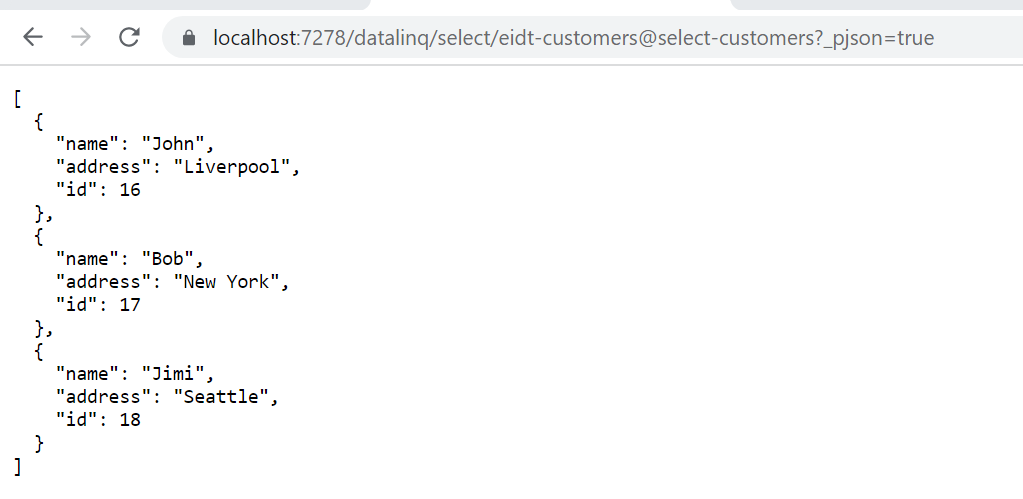 localhost:7278/datalinq/select/eidt-customers@select-customers?_pjson=true
[
  {
    "name": "John",
    "address": "Liverpool",
    "id": 16
  },
  {
    "name": "Bob",
    "address": "New York",
    "id": 17
  },
  {
    "name": "Jimi",
    "address": "Seattle",
    "id": 18
  }
]